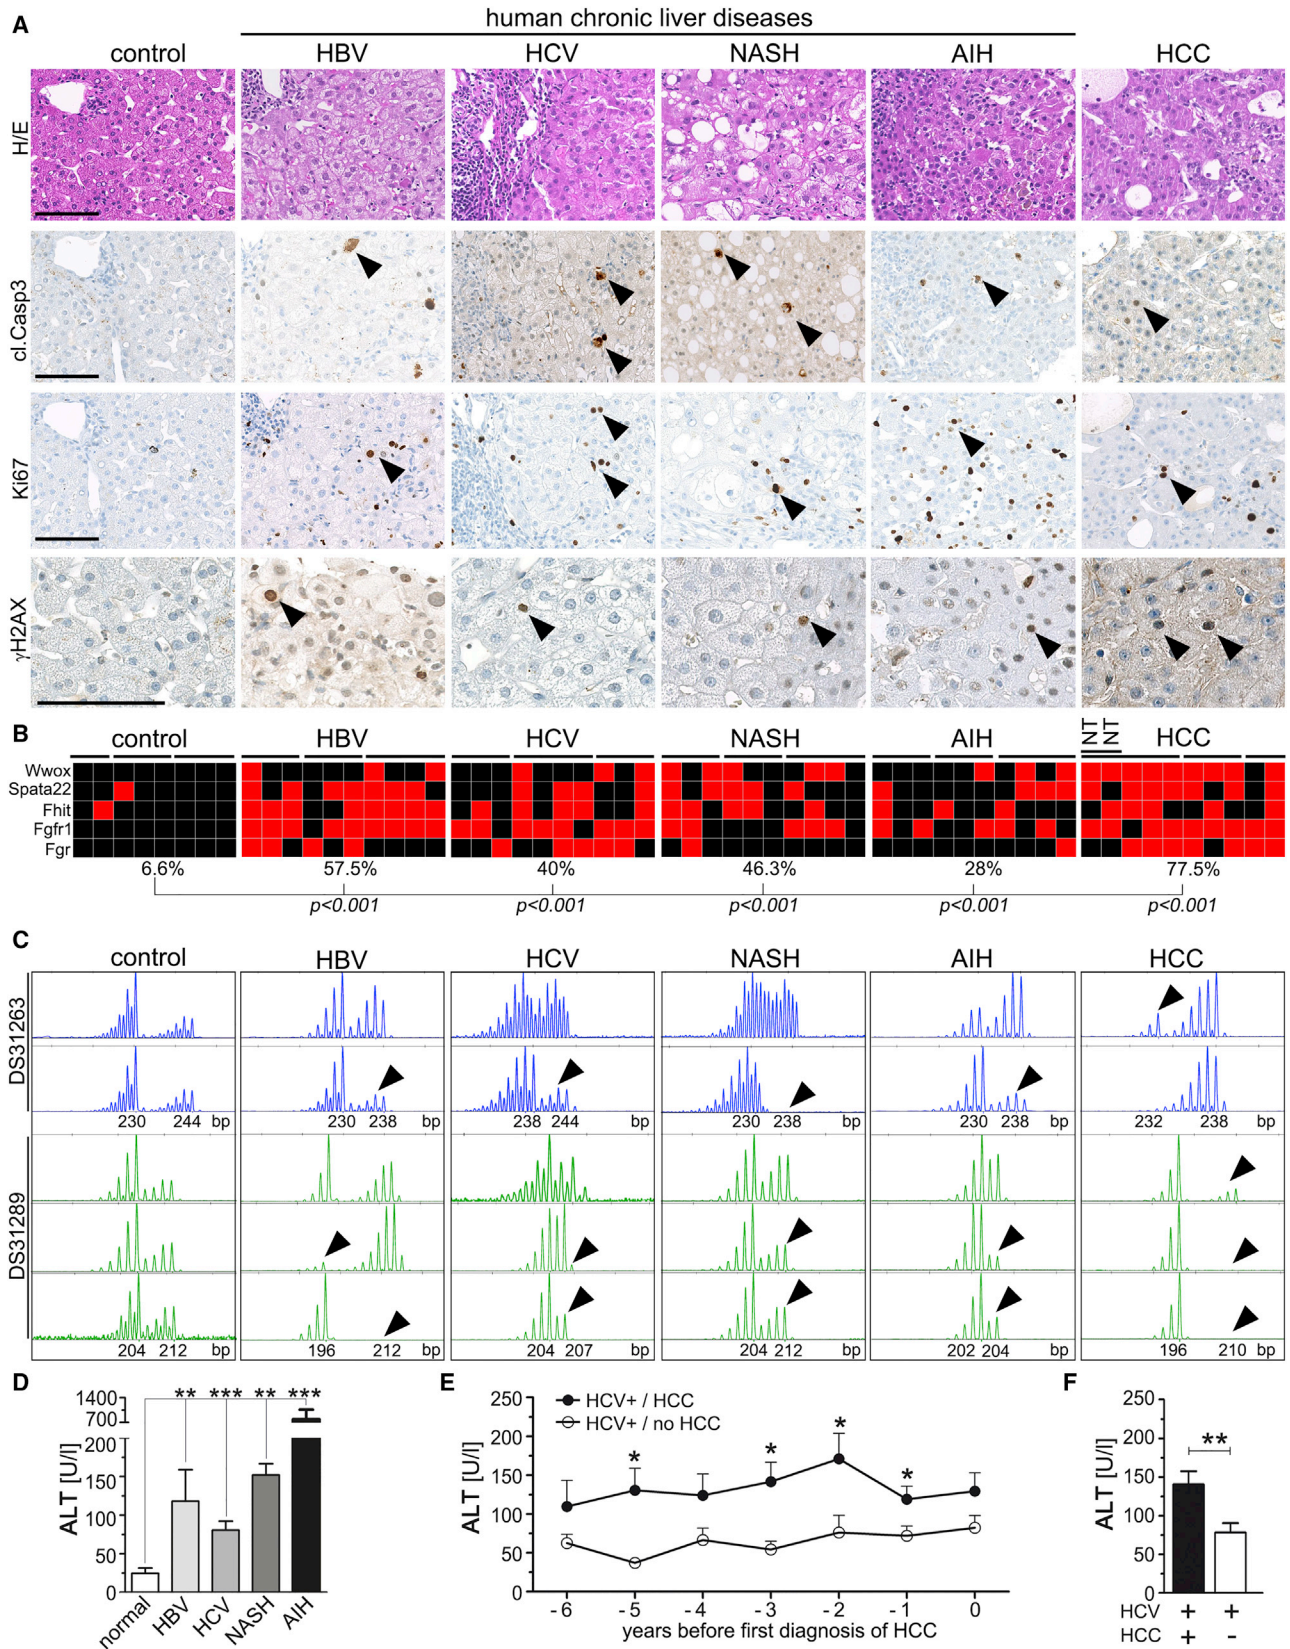 A
human chronic liver diseases
control HBV HCV NASH AIH HCC
H/E
cl.Casp3
Ki67
γH2AX
B
control HBV HCV NASH AIH NT NT HCC
Wwox
Spata22
Fhit
Fgfr1
Fgr
6.6% 57.5% 40% 46.3% 28% 77.5%
p<0.001 p<0.001 p<0.001 p<0.001 p<0.001
C
control HBV HCV NASH AIH HCC
DS31263
230 244 bp 230 238 bp 238 244 bp 230 238 bp 230 238 bp 232 238 bp
DS31289
204 212 bp 196 212 bp 204 207 bp 204 212 bp 202 204 bp 196 210 bp
D
ALT [U/l]
1400
700
200
150
100
50
0
** *** ** ***
normal HBV HCV NASH AIH
E
ALT [U/l]
250
200
150
100
50
0
HCV+ / HCC
HCV+ / no HCC
* * * *
-6 -5 -4 -3 -2 -1 0
years before first diagnosis of HCC
F
ALT [U/l]
250
200
150
100
50
0
**
HCV + +
HCC + -